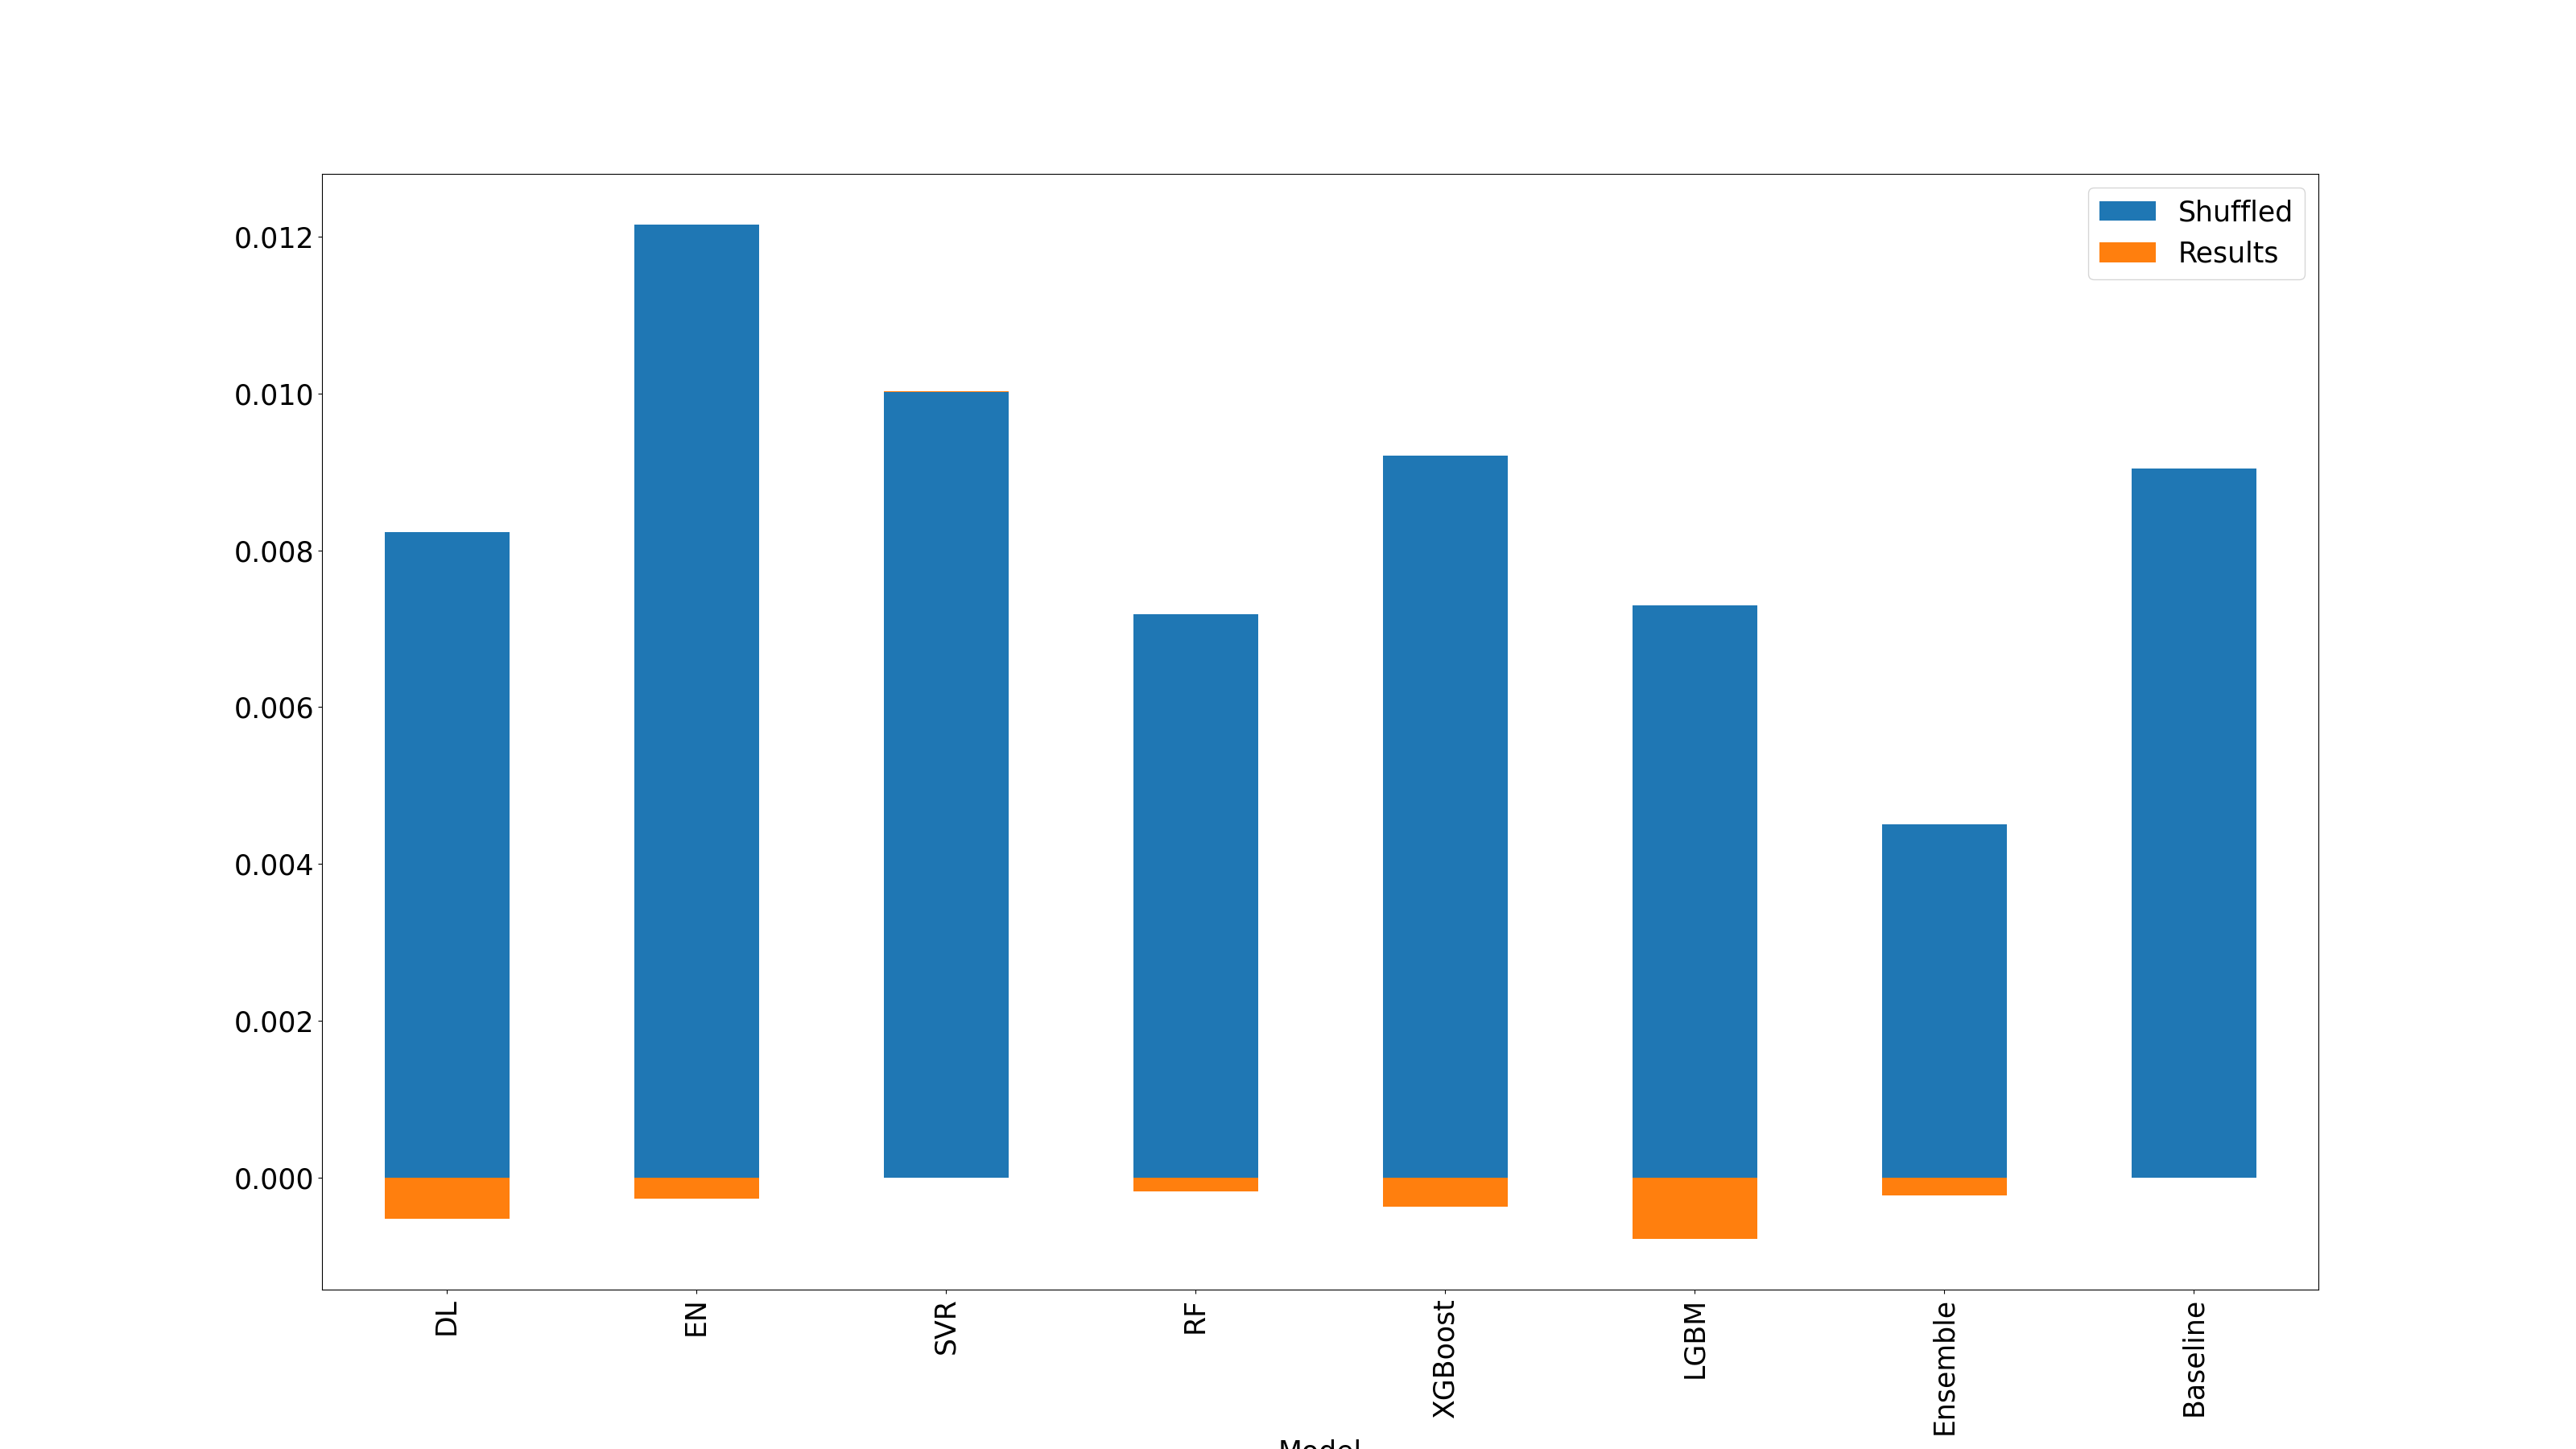 Shuffled
Results
0.012
0.010
0.008
0.006
0.004
0.002
0.000
DL
EN
SVR
RF
XGBoost
LGBM
Ensemble
Baseline
Model